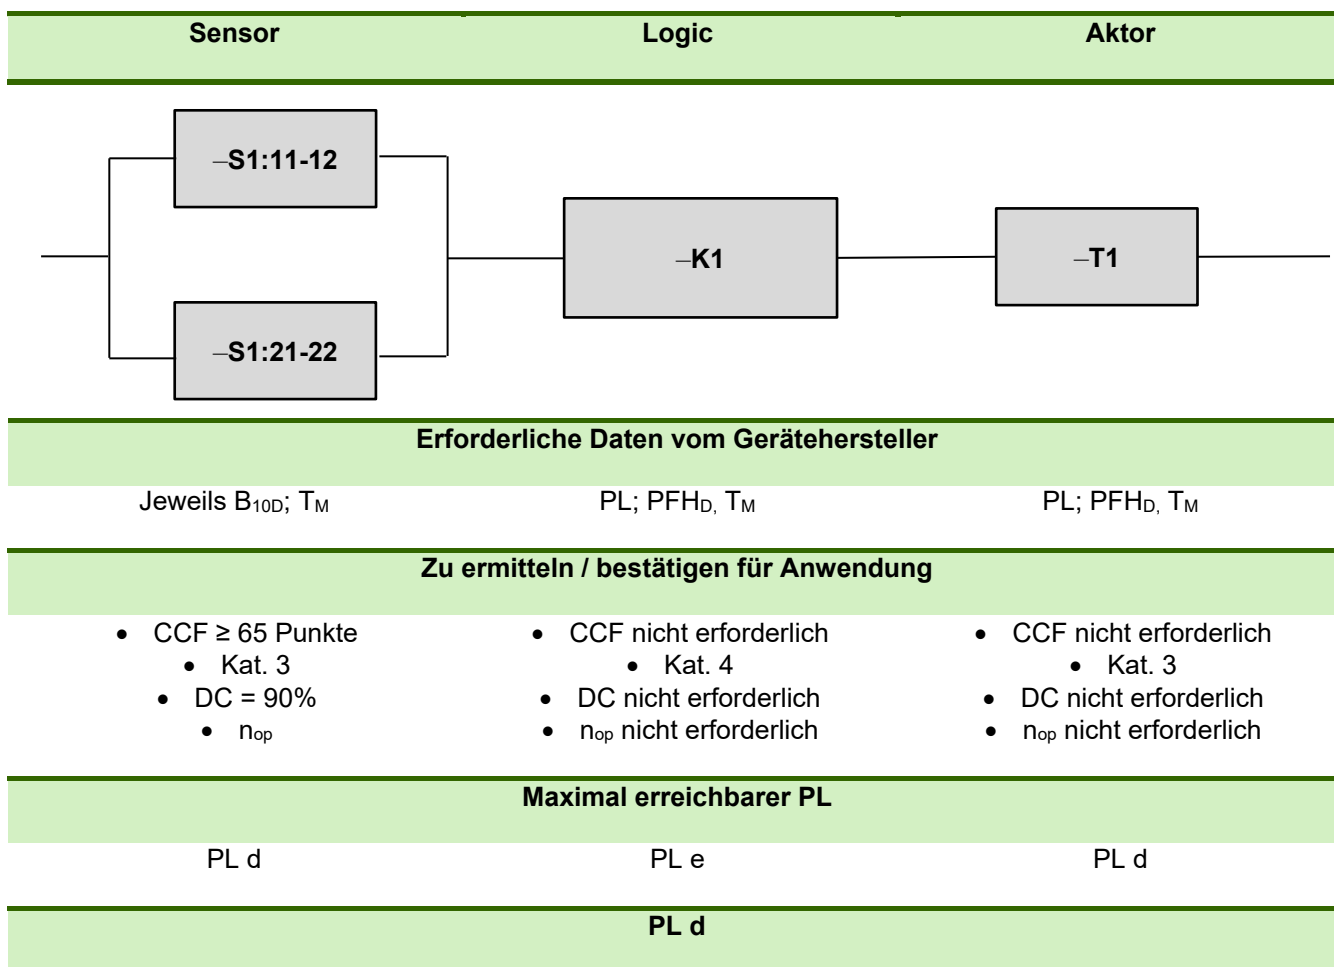 Sensor Logic Aktor
–S1:11-12
–K1 –T1
–S1:21-22
Erforderliche Daten vom Gerätehersteller
Jeweils B10D; TM PL; PFHD, TM PL; PFHD, TM
Zu ermitteln / bestätigen für Anwendung
• CCF ≥ 65 Punkte • CCF nicht erforderlich • CCF nicht erforderlich
• Kat. 3 • Kat. 4 • Kat. 3
• DC = 90% • DC nicht erforderlich • DC nicht erforderlich
• nop • nop nicht erforderlich • nop nicht erforderlich
Maximal erreichbarer PL
PL d PL e PL d
PL d